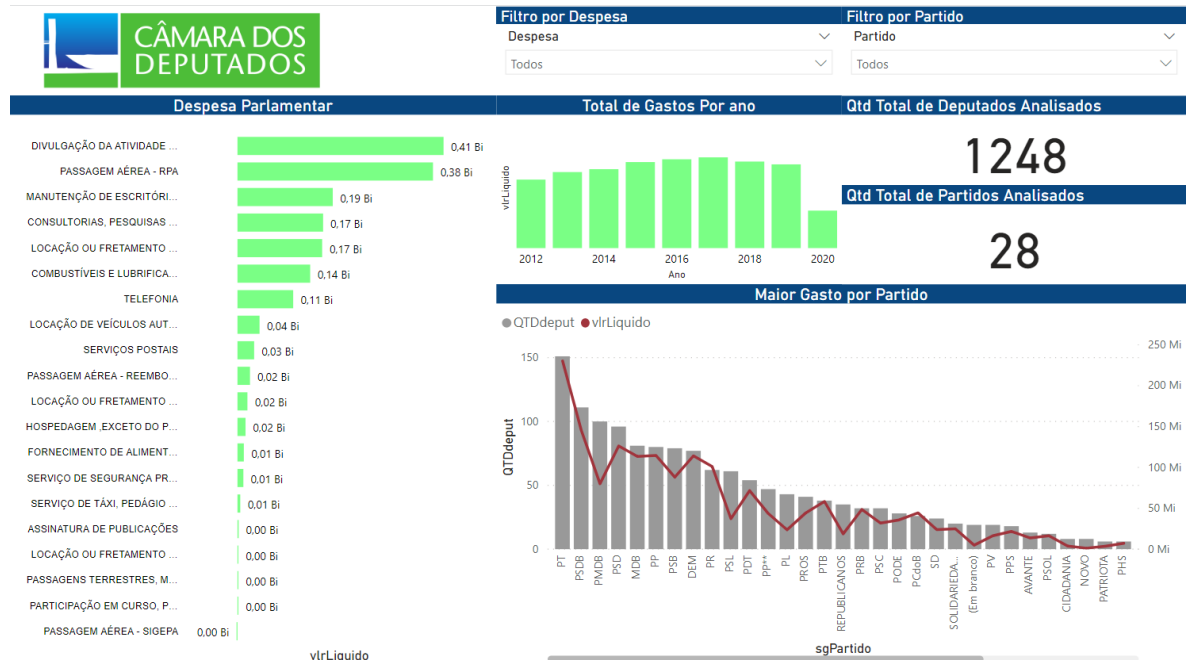 CÂMARA DOS
DEPUTADOS
Filtro por Despesa
Despesa
Todos
Filtro por Partido
Partido
Todos
Despesa Parlamentar
DIVULGAÇÃO DA ATIVIDADE ... 0,41 Bi
PASSAGEM AÉREA - RPA 0,38 Bi
MANUTENÇÃO DE ESCRITÓRI... 0,19 Bi
CONSULTORIAS, PESQUISAS ... 0,17 Bi
LOCAÇÃO OU FRETAMENTO ... 0,17 Bi
COMBUSTÍVEIS E LUBRIFICA... 0,14 Bi
TELEFONIA 0,11 Bi
LOCAÇÃO DE VEÍCULOS AUT... 0,04 Bi
SERVIÇOS POSTAIS 0,03 Bi
PASSAGEM AÉREA - REEMBO... 0,02 Bi
LOCAÇÃO OU FRETAMENTO ... 0,02 Bi
HOSPEDAGEM ,EXCETO DO P... 0,02 Bi
FORNECIMENTO DE ALIMENT... 0,01 Bi
SERVIÇO DE SEGURANÇA PR... 0,01 Bi
SERVIÇO DE TÁXI, PEDÁGIO ... 0,01 Bi
ASSINATURA DE PUBLICAÇÕES 0,00 Bi
LOCAÇÃO OU FRETAMENTO ... 0,00 Bi
PASSAGENS TERRESTRES, M... 0,00 Bi
PARTICIPAÇÃO EM CURSO, P... 0,00 Bi
PASSAGEM AÉREA - SIGEPA 0,00 Bi
vlrLiquido
Total de Gastos Por ano
vlrLiquido
2012 2014 2016 2018 2020
Ano
Qtd Total de Deputados Analisados
1248
Qtd Total de Partidos Analisados
28
Maior Gasto por Partido
QTDdeput vlrLiquido
QTDdeput
150
100
50
0
250 Mi
200 Mi
150 Mi
100 Mi
50 Mi
0 Mi
PT
PSDB
PMDB
PSD
MDB
PP
PSB
DEM
PR
PSL
PDT
PP**
PL
PROS
PTB
REPUBLICANOS
PRB
PSC
PODE
PCdoB
SD
SOLIDARIEDA...
(Em branco)
PV
PPS
AVANTE
PSOL
CIDADANIA
NOVO
PATRIOTA
PHS
sgPartido